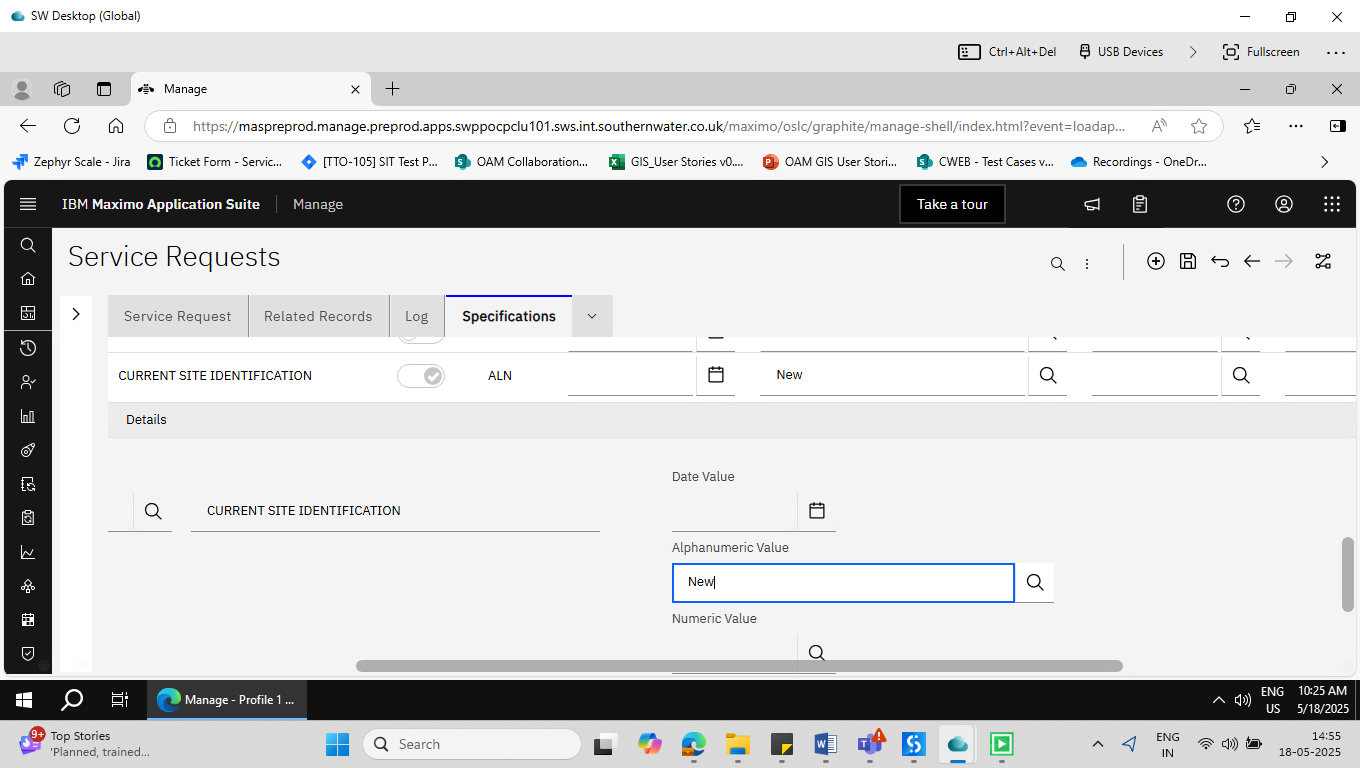 SW Desktop (Global)
Ctrl+Alt+Del USB Devices Fullscreen
Manage
https://maspreprod.manage.preprod.apps.swppocpclu101.sws.int.southernwater.co.uk/maximo/oslc/graphite/manage-shell/index.html?event=loadap...
Zephyr Scale - Jira Ticket Form - Servic... [TTO-105] SIT Test P... OAM Collaboration... GIS_User Stories v0.... OAM GIS User Stori... CWEB - Test Cases v... Recordings - OneDr...
IBM Maximo Application Suite Manage Take a tour
Service Requests
Service Request Related Records Log Specifications
CURRENT SITE IDENTIFICATION ALN New
Details
Date Value
CURRENT SITE IDENTIFICATION
Alphanumeric Value
New
Numeric Value
Manage - Profile 1 ... ENG US 10:25 AM 5/18/2025
9+ Top Stories 'Planned, trained... Search ENG IN 14:55 18-05-2025